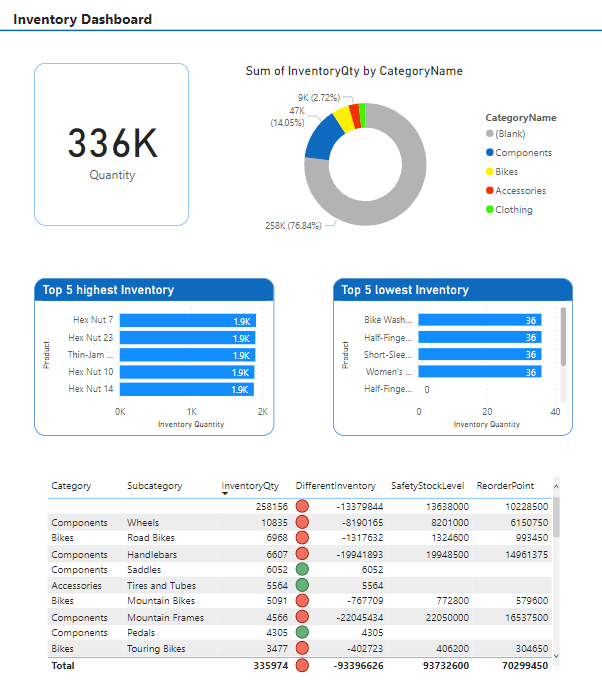 Inventory Dashboard
336K
Quantity
Sum of InventoryQty by CategoryName
9K (2.72%)
47K
(14.05%)
258K (76.84%)
CategoryName
(Blank)
Components
Bikes
Accessories
Clothing
Top 5 highest Inventory
Product
Hex Nut 7 1.9K
Hex Nut 23 1.9K
Thin-Jam ... 1.9K
Hex Nut 10 1.9K
Hex Nut 14 1.9K
0K 1K 2K
Inventory Quantity
Top 5 lowest Inventory
Product
Bike Wash... 36
Half-Finge... 36
Short-Slee... 36
Women's ... 36
Half-Finge... 0
0 20 40
Inventory Quantity
Category Subcategory InventoryQty DifferentInventory SafetyStockLevel ReorderPoint
258156 -13379844 13638000 10228500
Components Wheels 10835 -8190165 8201000 6150750
Bikes Road Bikes 6968 -1317632 1324600 993450
Components Handlebars 6607 -19941893 19948500 14961375
Components Saddles 6052 6052
Accessories Tires and Tubes 5564 5564
Bikes Mountain Bikes 5091 -767709 772800 579600
Components Mountain Frames 4566 -22045434 22050000 16537500
Components Pedals 4305 4305
Bikes Touring Bikes 3477 -402723 406200 304650
Total 335974 -93396626 93732600 70299450